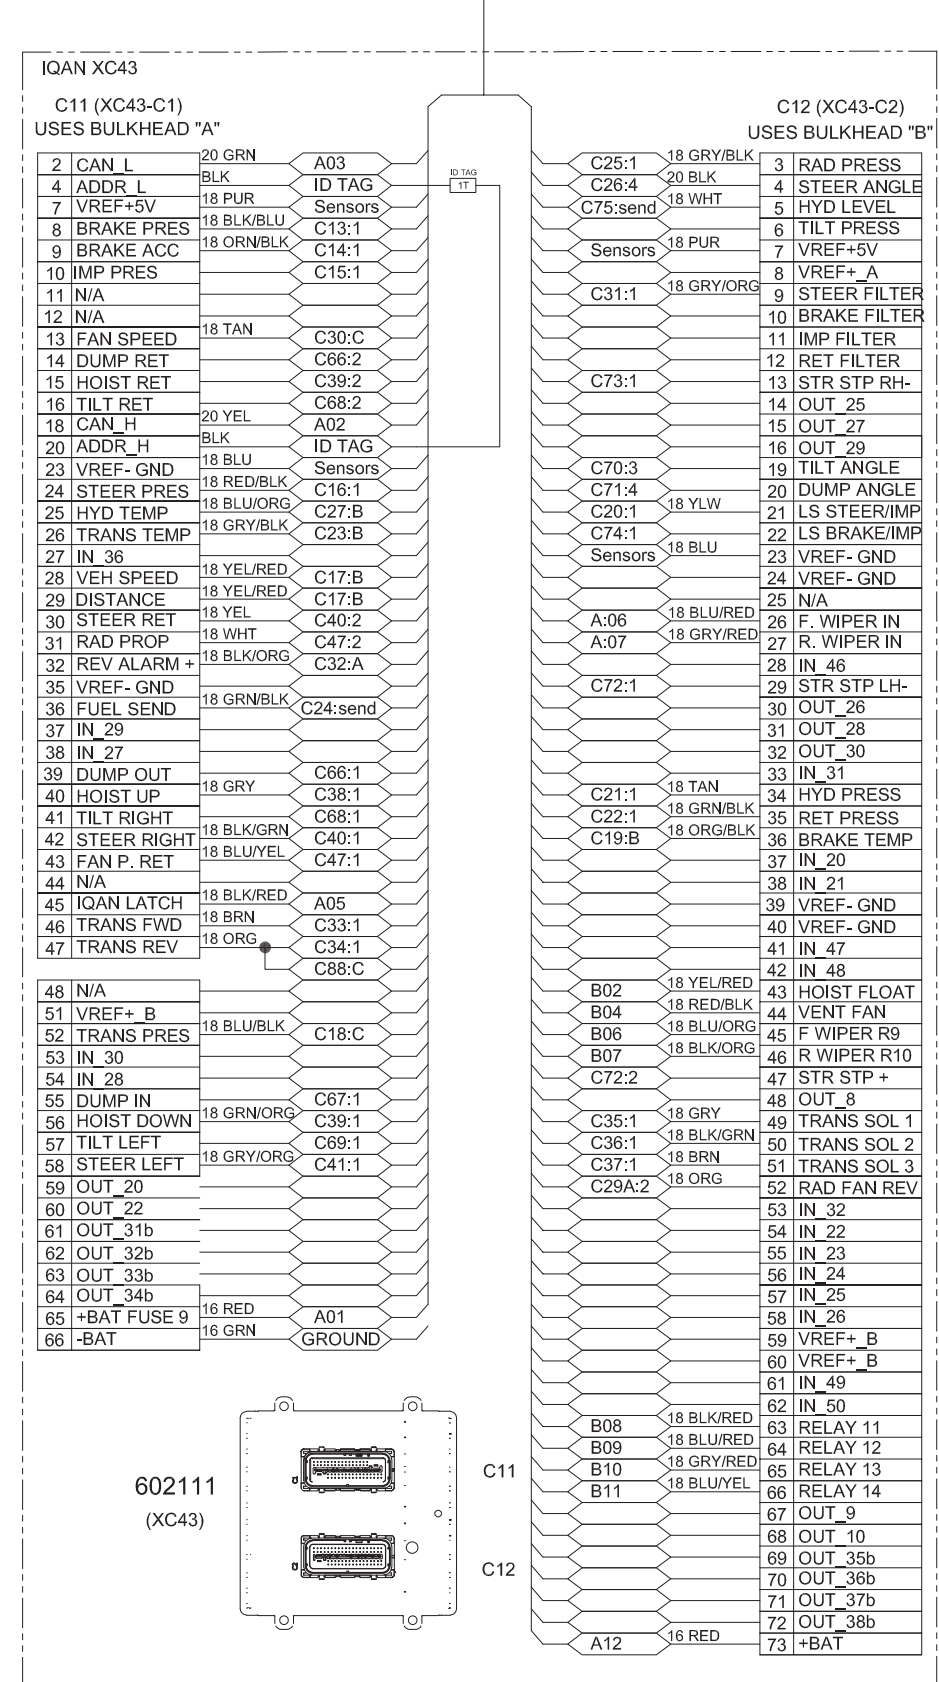 IQAN XC43
C11 (XC43-C1)
USES BULKHEAD "A"
2 CAN_L 20 GRN A03
4 ADDR_L BLK ID TAG
7 VREF+5V 18 PUR Sensors
8 BRAKE PRES 18 BLK/BLU C13:1
9 BRAKE ACC 18 ORN/BLK C14:1
10 IMP PRES C15:1
11 N/A
12 N/A
13 FAN SPEED 18 TAN C30:C
14 DUMP RET C66:2
15 HOIST RET C39:2
16 TILT RET C68:2
18 CAN_H 20 YEL A02
20 ADDR_H BLK ID TAG
23 VREF- GND 18 BLU Sensors
24 STEER PRES 18 RED/BLK C16:1
25 HYD TEMP 18 BLU/ORG C27:B
26 TRANS TEMP 18 GRY/BLK C23:B
27 IN_36
28 VEH SPEED 18 YEL/RED C17:B
29 DISTANCE 18 YEL/RED C17:B
30 STEER RET 18 YEL C40:2
31 RAD PROP 18 WHT C47:2
32 REV ALARM + 18 BLK/ORG C32:A
35 VREF- GND
36 FUEL SEND 18 GRN/BLK C24:send
37 IN_29
38 IN_27
39 DUMP OUT C66:1
40 HOIST UP 18 GRY C38:1
41 TILT RIGHT C68:1
42 STEER RIGHT 18 BLK/GRN C40:1
43 FAN P. RET 18 BLU/YEL C47:1
44 N/A
45 IQAN LATCH 18 BLK/RED A05
46 TRANS FWD 18 BRN C33:1
47 TRANS REV 18 ORG C34:1
C88:C
48 N/A
51 VREF+_B
52 TRANS PRES 18 BLU/BLK C18:C
53 IN_30
54 IN_28
55 DUMP IN C67:1
56 HOIST DOWN 18 GRN/ORG C39:1
57 TILT LEFT C69:1
58 STEER LEFT 18 GRY/ORG C41:1
59 OUT_20
60 OUT_22
61 OUT_31b
62 OUT_32b
63 OUT_33b
64 OUT_34b
65 +BAT FUSE 9 16 RED A01
66 -BAT 16 GRN GROUND
ID TAG
1T
C12 (XC43-C2)
USES BULKHEAD "B"
C25:1 18 GRY/BLK 3 RAD PRESS
C26:4 20 BLK 4 STEER ANGLE
C75:send 18 WHT 5 HYD LEVEL
6 TILT PRESS
Sensors 18 PUR 7 VREF+5V
8 VREF+_A
C31:1 18 GRY/ORG 9 STEER FILTER
10 BRAKE FILTER
11 IMP FILTER
12 RET FILTER
C73:1 13 STR STP RH-
14 OUT_25
15 OUT_27
16 OUT_29
C70:3 19 TILT ANGLE
C71:4 20 DUMP ANGLE
C20:1 18 YLW 21 LS STEER/IMP
C74:1 22 LS BRAKE/IMP
Sensors 18 BLU 23 VREF- GND
24 VREF- GND
25 N/A
A:06 18 BLU/RED 26 F. WIPER IN
A:07 18 GRY/RED 27 R. WIPER IN
28 IN_46
C72:1 29 STR STP LH-
30 OUT_26
31 OUT_28
32 OUT_30
33 IN_31
C21:1 18 TAN 34 HYD PRESS
C22:1 18 GRN/BLK 35 RET PRESS
C19:B 18 ORG/BLK 36 BRAKE TEMP
37 IN_20
38 IN_21
39 VREF- GND
40 VREF- GND
41 IN_47
42 IN_48
B02 18 YEL/RED 43 HOIST FLOAT
B04 18 RED/BLK 44 VENT FAN
B06 18 BLU/ORG 45 F WIPER R9
B07 18 BLK/ORG 46 R WIPER R10
C72:2 47 STR STP +
48 OUT_8
C35:1 18 GRY 49 TRANS SOL 1
C36:1 18 BLK/GRN 50 TRANS SOL 2
C37:1 18 BRN 51 TRANS SOL 3
C29A:2 18 ORG 52 RAD FAN REV
53 IN_32
54 IN_22
55 IN_23
56 IN_24
57 IN_25
58 IN_26
59 VREF+_B
60 VREF+_B
61 IN_49
62 IN_50
B08 18 BLK/RED 63 RELAY 11
B09 18 BLU/RED 64 RELAY 12
B10 18 GRY/RED 65 RELAY 13
B11 18 BLU/YEL 66 RELAY 14
67 OUT_9
68 OUT_10
69 OUT_35b
70 OUT_36b
71 OUT_37b
72 OUT_38b
A12 16 RED 73 +BAT
602111
(XC43)
C11
C12